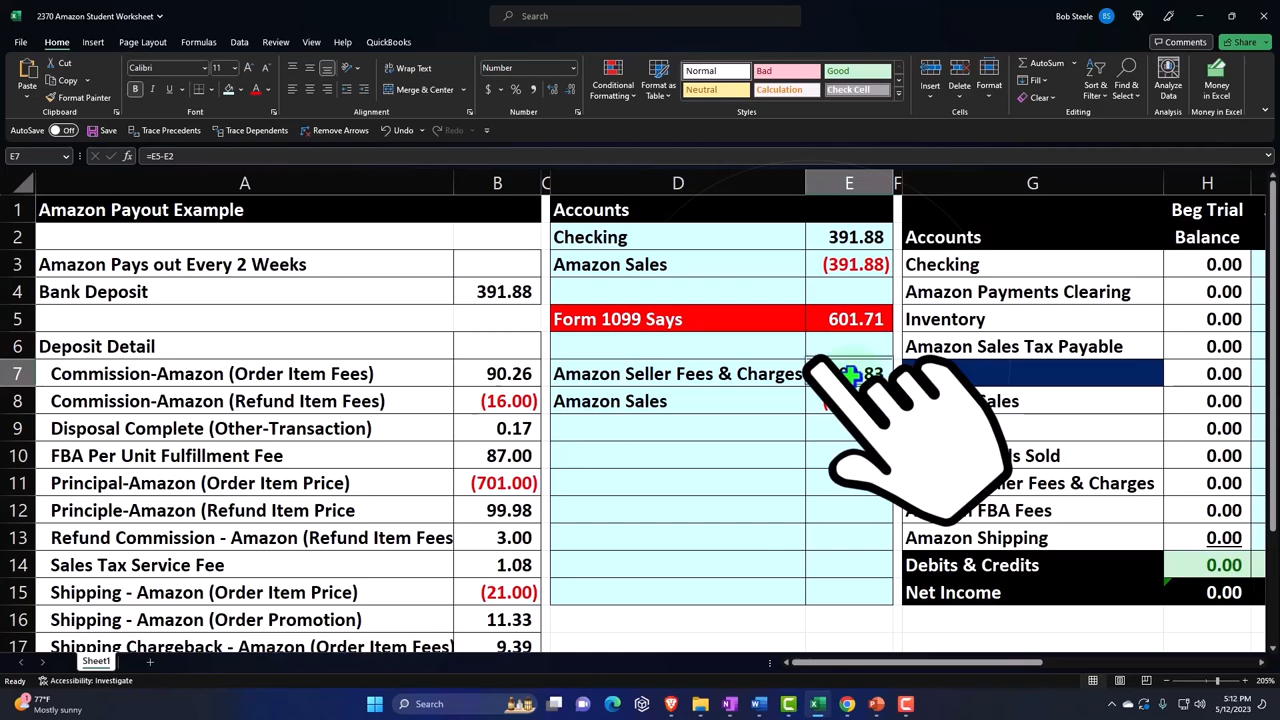 2370 Amazon Student Worksheet
Search
Bob Steele BS
File Home Insert Page Layout Formulas Data Review View Help QuickBooks Comments Share
Paste Cut Copy Format Painter Clipboard
Calibri 11 B I U Font
Wrap Text Merge & Center Alignment
Number $ % Number
Conditional Formatting Format as Table
Normal Bad Good
Neutral Calculation Check Cell
Styles
Insert Delete Format Cells
AutoSum Fill Clear Sort & Filter Find & Select Editing
Analyze Data Analysis
Money in Excel Money in Excel
AutoSave Off Save Trace Precedents Trace Dependents Remove Arrows Undo Redo
E7 fx =E5-E2
A B C D E F G H
1 Amazon Payout Example Accounts Beg Trial
2 Checking 391.88 Accounts Balance
3 Amazon Pays out Every 2 Weeks Amazon Sales (391.88) Checking 0.00
4 Bank Deposit 391.88 Amazon Payments Clearing 0.00
5 Form 1099 Says 601.71 Inventory 0.00
6 Deposit Detail Amazon Sales Tax Payable 0.00
7 Commission-Amazon (Order Item Fees) 90.26 Amazon Seller Fees & Charges 0.00
8 Commission-Amazon (Refund Item Fees) (16.00) Amazon Sales 0.00
9 Disposal Complete (Other-Transaction) 0.17 0.00
10 FBA Per Unit Fulfillment Fee 87.00 Sold 0.00
11 Principal-Amazon (Order Item Price) (701.00) Fees & Charges 0.00
12 Principle-Amazon (Refund Item Price 99.98 FBA Fees 0.00
13 Refund Commission - Amazon (Refund Item Fees 3.00 Amazon Shipping 0.00
14 Sales Tax Service Fee 1.08 Debits & Credits 0.00
15 Shipping - Amazon (Order Item Price) (21.00) Net Income 0.00
16 Shipping - Amazon (Order Promotion) 11.33
17 Shipping Chargeback - Amazon (Order Item Fees) 9.39
Sheet1
Ready Accessibility: Investigate 205%
77°F
Mostly sunny
Search
5:12 PM
5/12/2023